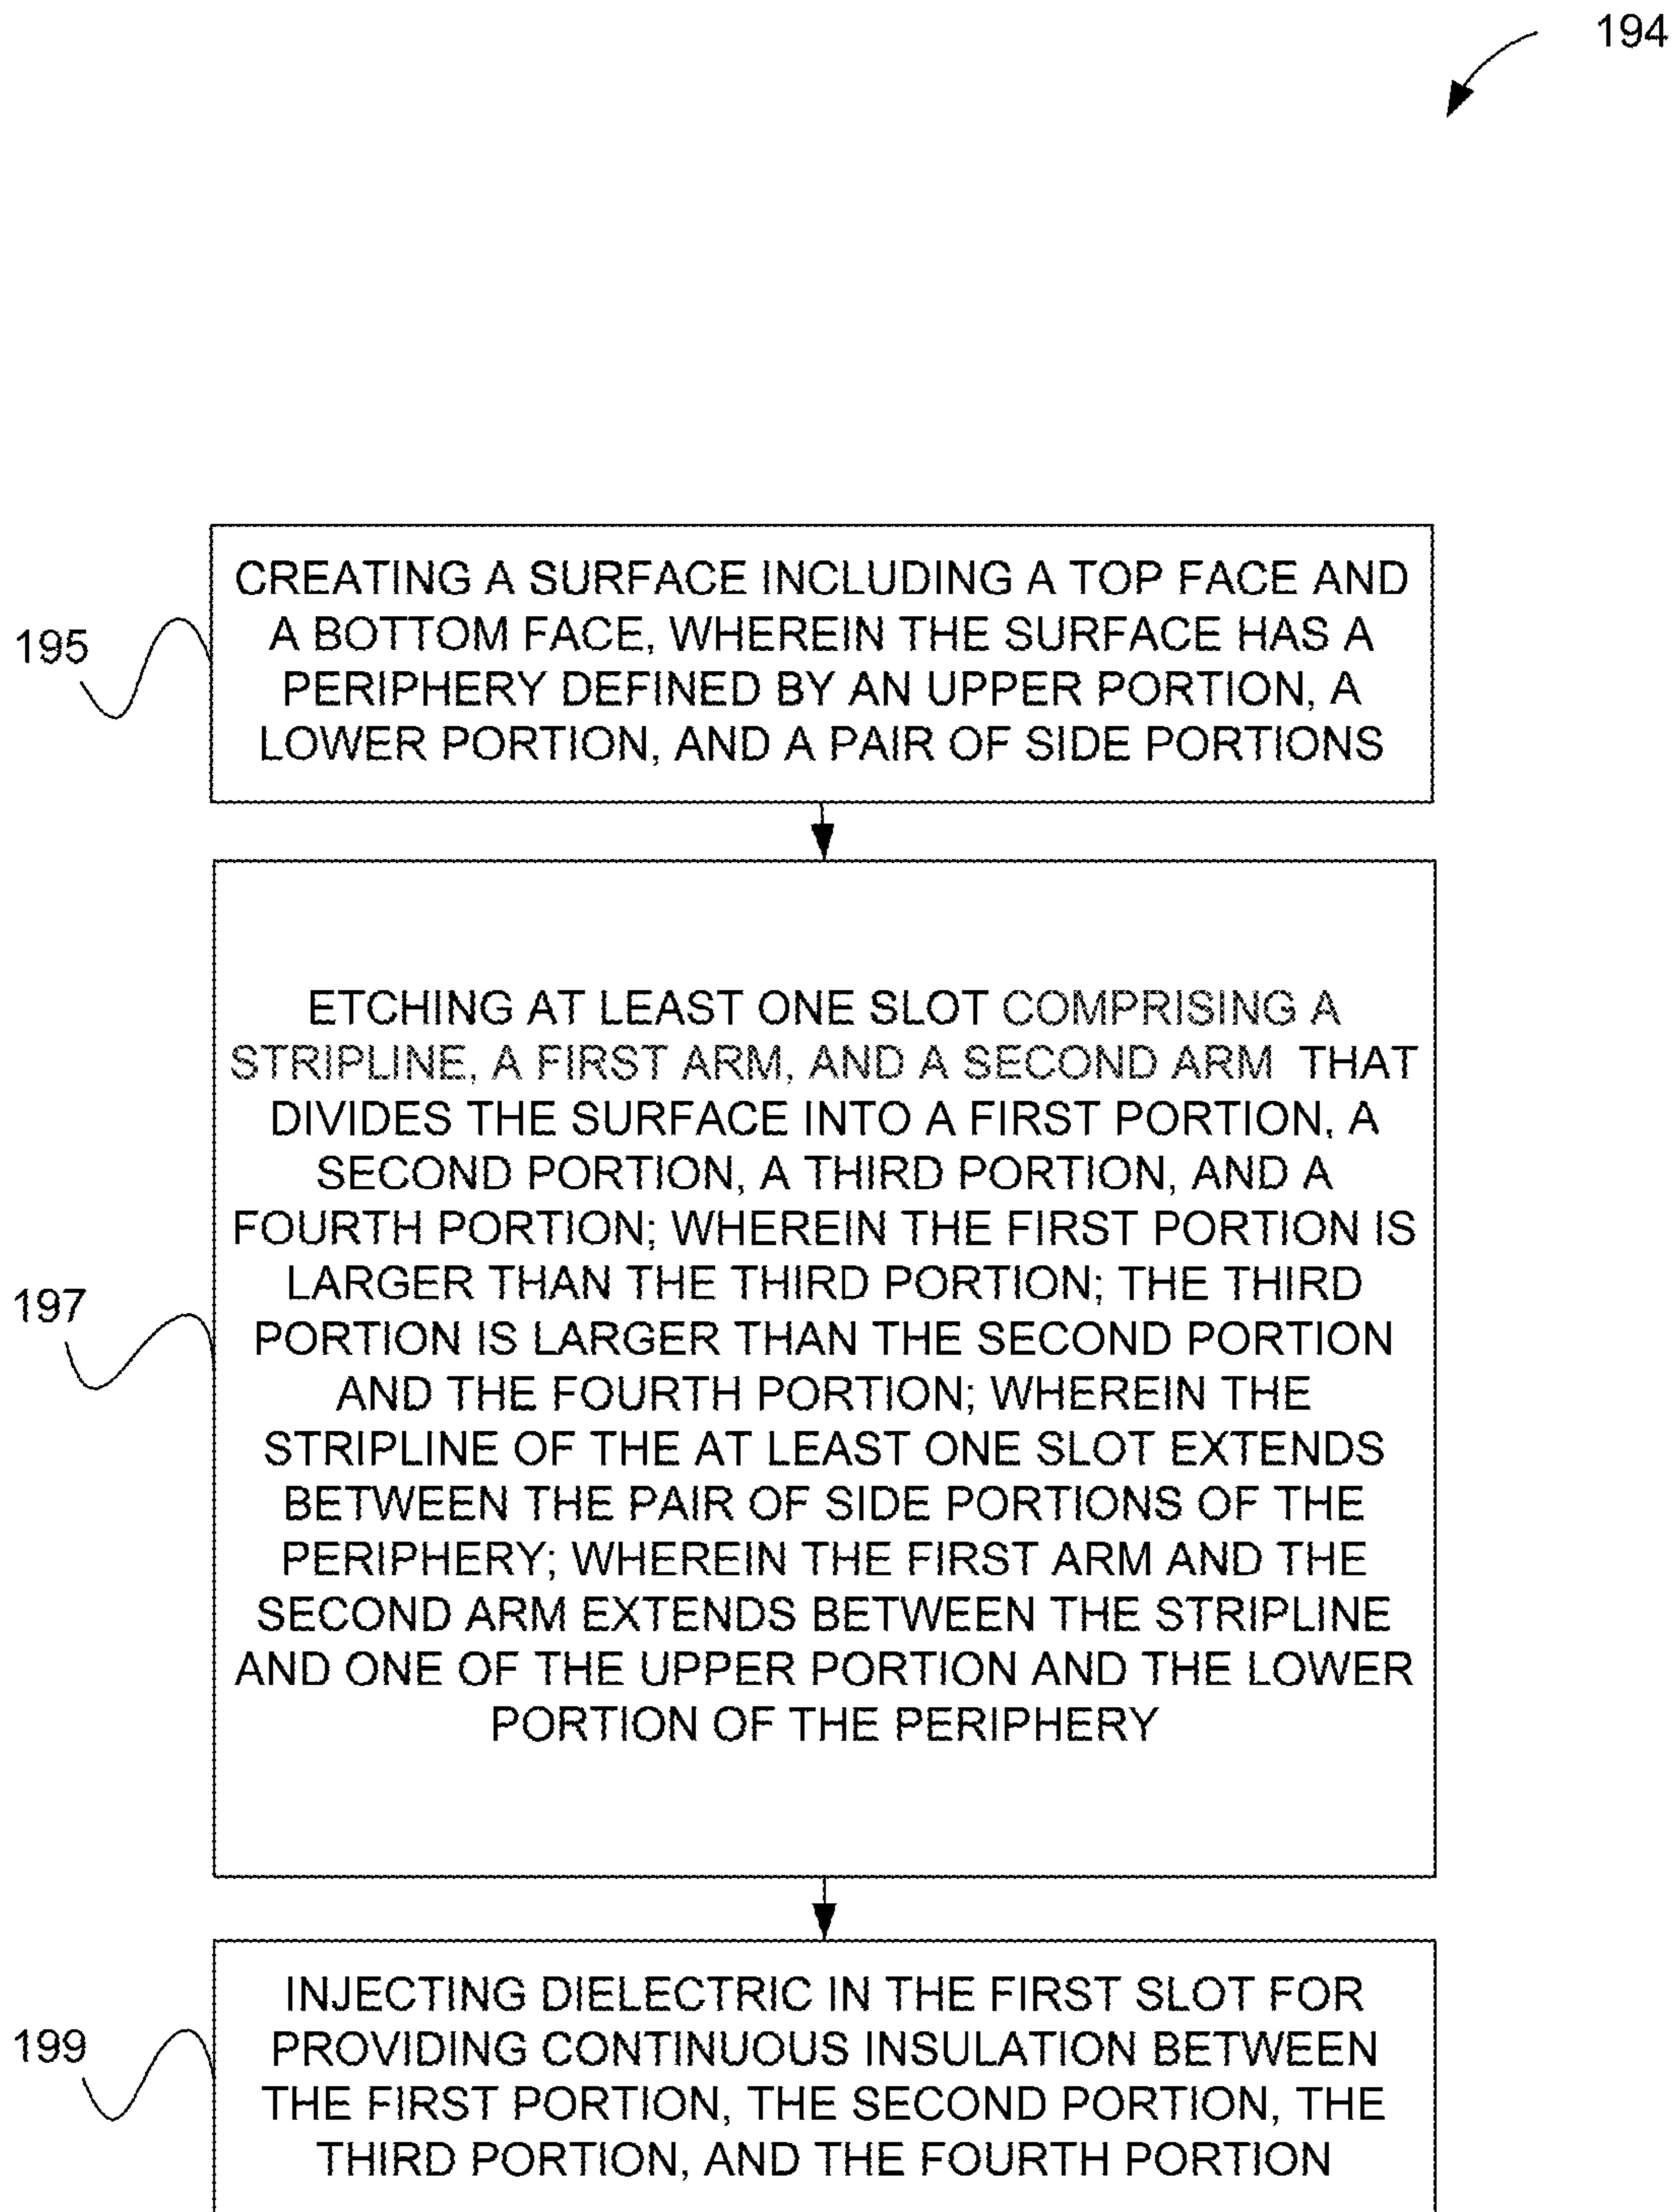 194
195
CREATING A SURFACE INCLUDING A TOP FACE AND
A BOTTOM FACE, WHEREIN THE SURFACE HAS A
PERIPHERY DEFINED BY AN UPPER PORTION, A
LOWER PORTION, AND A PAIR OF SIDE PORTIONS
197
ETCHING AT LEAST ONE SLOT COMPRISING A
STRIPLINE, A FIRST ARM, AND A SECOND ARM THAT
DIVIDES THE SURFACE INTO A FIRST PORTION, A
SECOND PORTION, A THIRD PORTION, AND A
FOURTH PORTION; WHEREIN THE FIRST PORTION IS
LARGER THAN THE THIRD PORTION; THE THIRD
PORTION IS LARGER THAN THE SECOND PORTION
AND THE FOURTH PORTION; WHEREIN THE
STRIPLINE OF THE AT LEAST ONE SLOT EXTENDS
BETWEEN THE PAIR OF SIDE PORTIONS OF THE
PERIPHERY; WHEREIN THE FIRST ARM AND THE
SECOND ARM EXTENDS BETWEEN THE STRIPLINE
AND ONE OF THE UPPER PORTION AND THE LOWER
PORTION OF THE PERIPHERY
199
INJECTING DIELECTRIC IN THE FIRST SLOT FOR
PROVIDING CONTINUOUS INSULATION BETWEEN
THE FIRST PORTION, THE SECOND PORTION, THE
THIRD PORTION, AND THE FOURTH PORTION